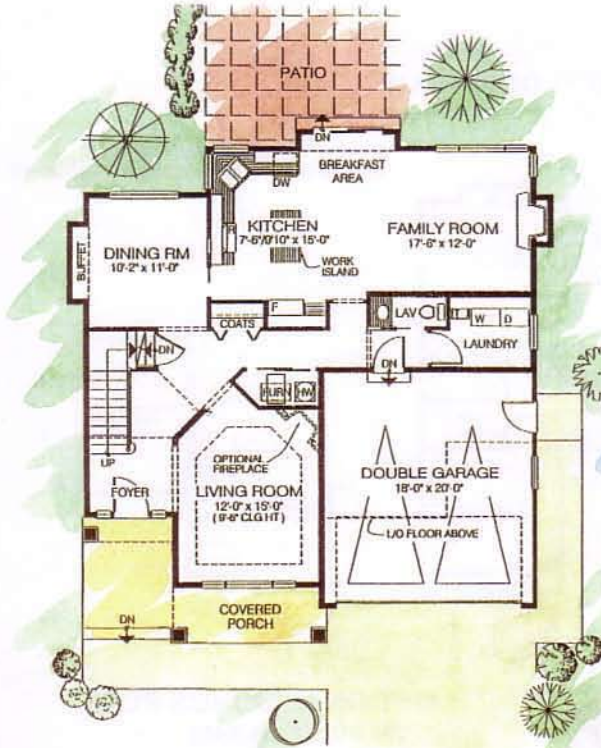 PATIO
DN
BREAKFAST
AREA
DW
KITCHEN
7'-6"/9'10" x 15'-0"
FAMILY ROOM
17'-6" x 12'-0"
WORK
ISLAND
DINING RM
10'-2" x 11'-0"
BUFFET
COATS
F
LAV
W D
LAUNDRY
DN
DN
FURN HW
OPTIONAL
FIREPLACE
UP
FOYER
LIVING ROOM
12'-0" x 15'-0"
( 9'-6" CLG HT )
DOUBLE GARAGE
18'-0" x 20'-0"
L/O FLOOR ABOVE
COVERED
PORCH
DN